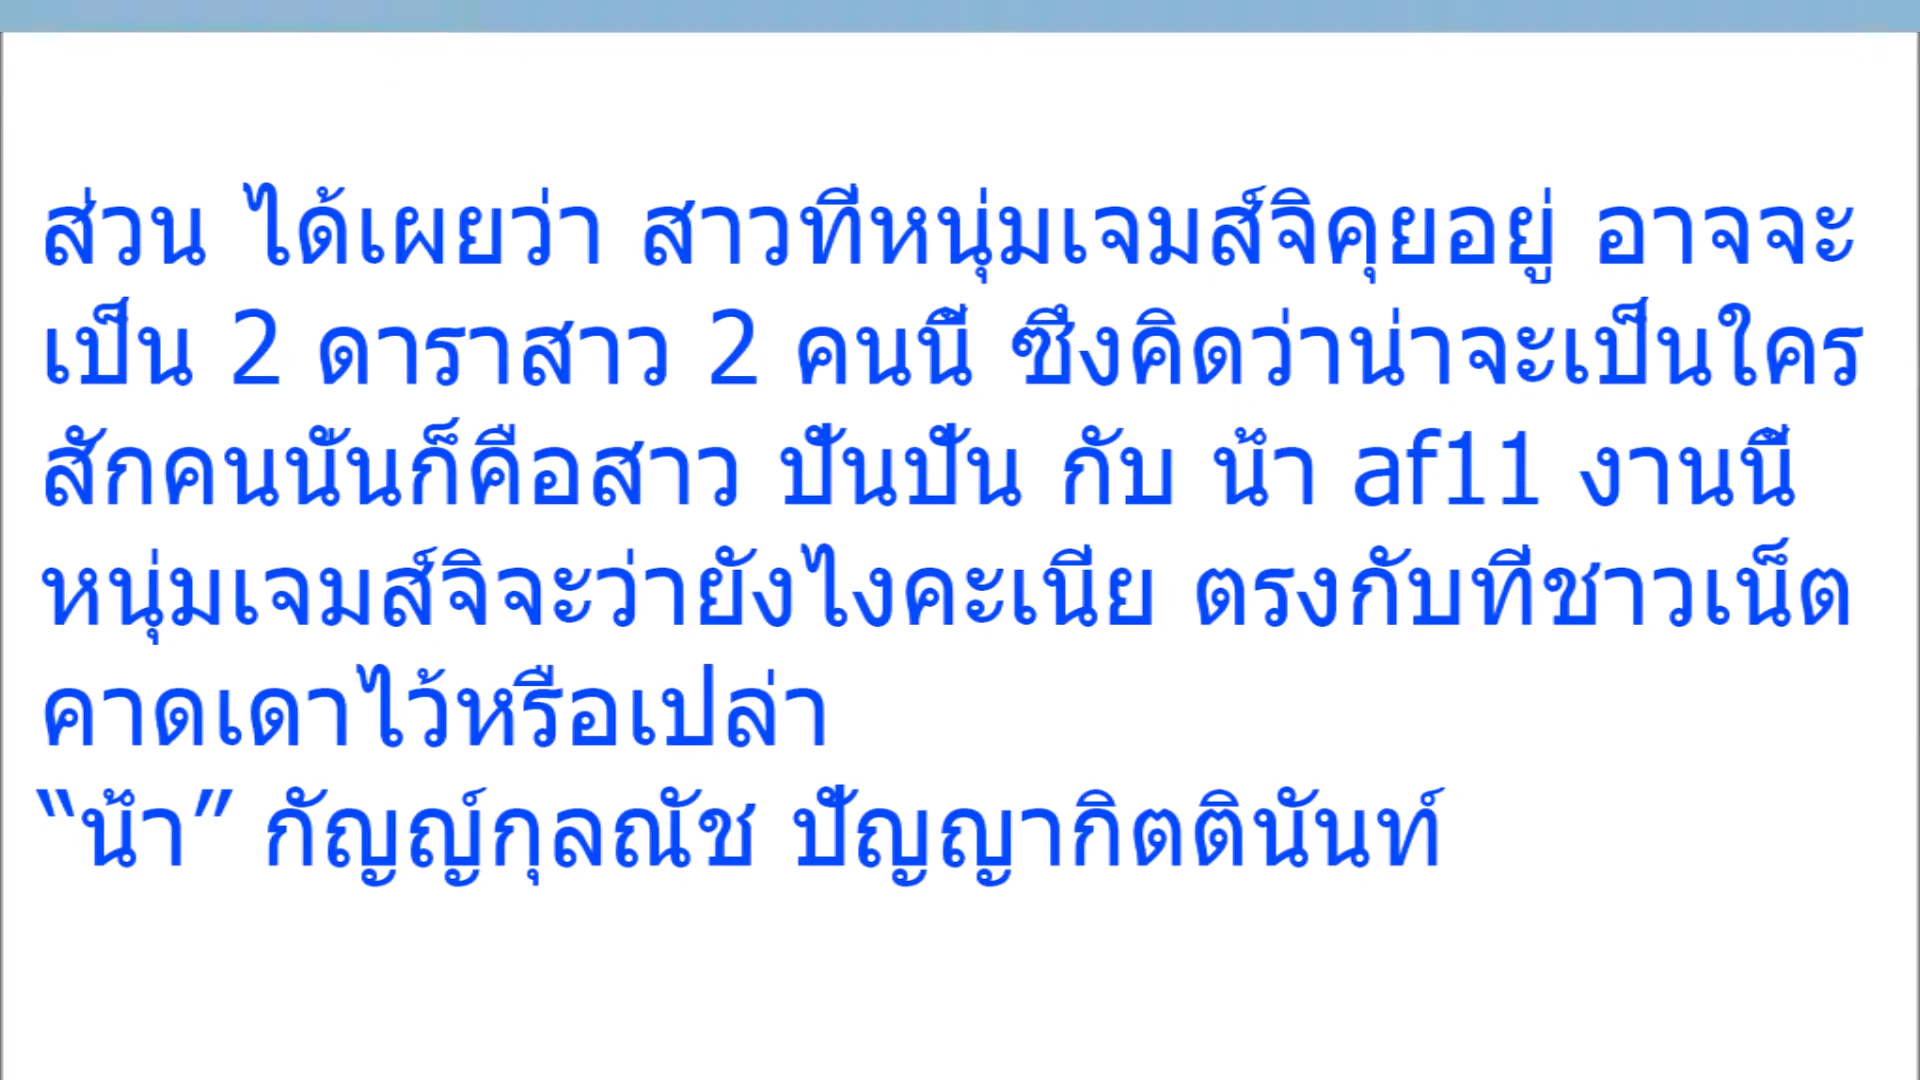 ส่วน ได้เผยว่า สาวที่หนุ่มเจมส์จิคุยอยู่ อาจจะ
เป็น 2 ดาราสาว 2 คนนี้ ซึ่งคิดว่าน่าจะเป็นใคร
สักคนนั้นก็คือสาว ปันปัน กับ น้ำ af11 งานนี้
หนุ่มเจมส์จิจะว่ายังไงคะเนี่ย ตรงกับที่ชาวเน็ต
คาดเดาไว้หรือเปล่า
“น้ำ” กัญญ์กุลณัช ปัญญากิตตินันท์